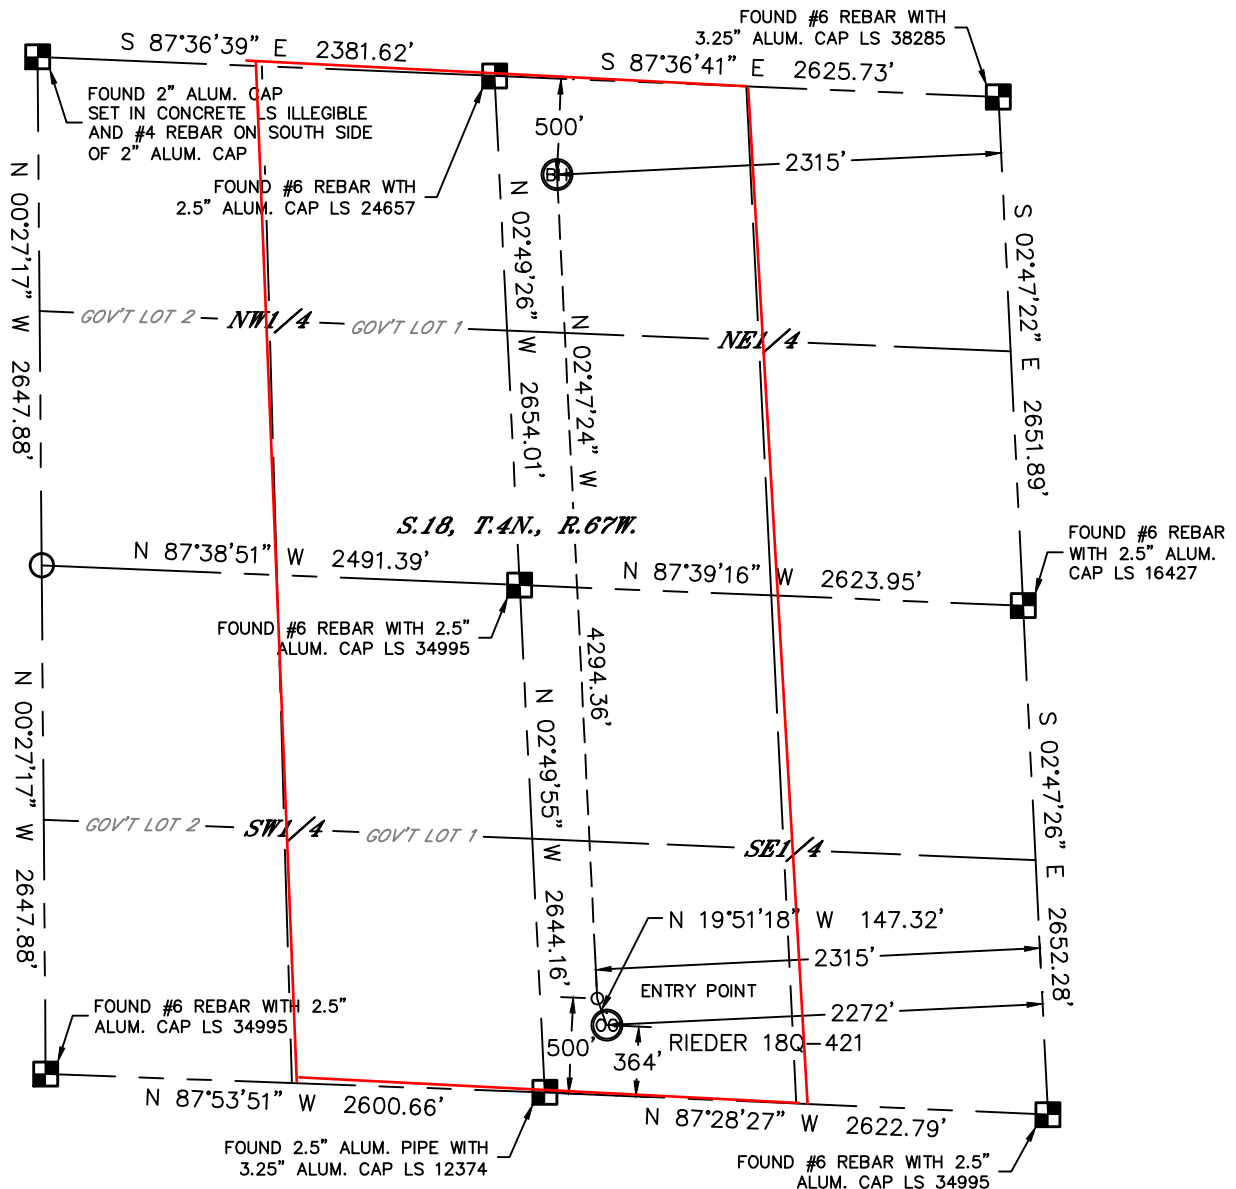 FOUND #6 REBAR WITH
3.25" ALUM. CAP LS 38285
S 87°36'39" E 2381.62'
S 87°36'41" E 2625.73'
FOUND 2" ALUM. CAP
SET IN CONCRETE LS ILLEGIBLE
AND #4 REBAR ON SOUTH SIDE
OF 2" ALUM. CAP
500'
BH
2315'
FOUND #6 REBAR WTH
2.5" ALUM. CAP LS 24657
N 00°27'17" W 2647.88'
N 02°49'26" W 2654.01'
N 02°47'24" W 4294.36'
S 02°47'22" E 2651.89'
GOV'T LOT 2
NW1/4
GOV'T LOT 1
NE1/4
S.18, T.4N., R.67W.
FOUND #6 REBAR
WITH 2.5" ALUM.
CAP LS 16427
N 87°38'51" W 2491.39'
N 87°39'16" W 2623.95'
FOUND #6 REBAR WITH 2.5"
ALUM. CAP LS 34995
N 00°27'17" W 2647.88'
N 02°49'55" W 2644.16'
S 02°47'26" E 2652.28'
GOV'T LOT 2
SW1/4
GOV'T LOT 1
SE1/4
N 19°51'18" W 147.32'
2315'
ENTRY POINT
2272'
OG
RIEDER 18Q-421
500'
364'
FOUND #6 REBAR WITH 2.5"
ALUM. CAP LS 34995
N 87°53'51" W 2600.66'
N 87°28'27" W 2622.79'
FOUND 2.5" ALUM. PIPE WITH
3.25" ALUM. CAP LS 12374
FOUND #6 REBAR WITH 2.5"
ALUM. CAP LS 34995